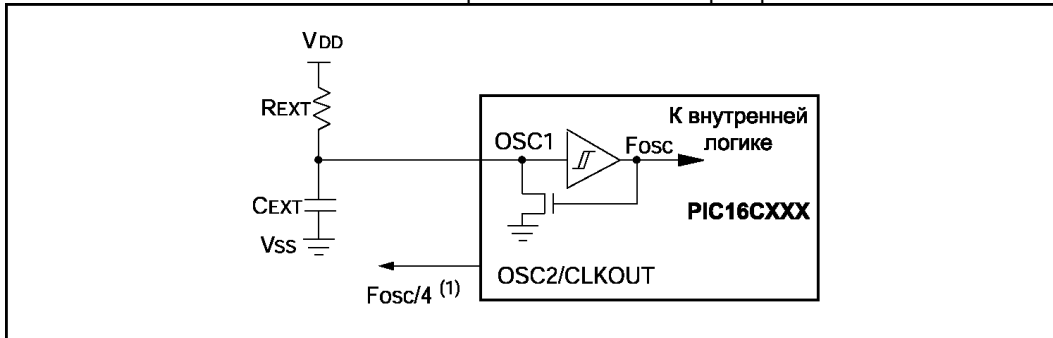 VDD
REXT
CEXT
VSS
К внутренней
логике
OSC1
FOSC
PIC16CXXX
OSC2/CLKOUT
FOSC/4 (1)